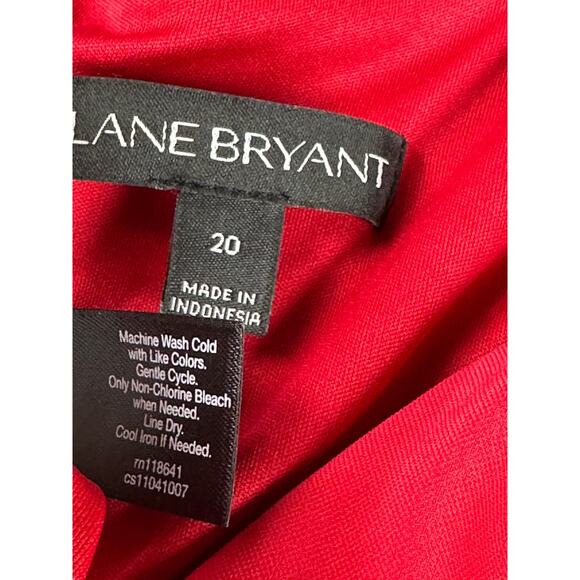 LANE BRYANT
20
MADE IN
INDONESIA
Machine Wash Cold
with Like Colors.
Gentle Cycle.
Only Non-Chlorine Bleach
when Needed.
Line Dry.
Cool Iron If Needed.
rn118641
cs11041007